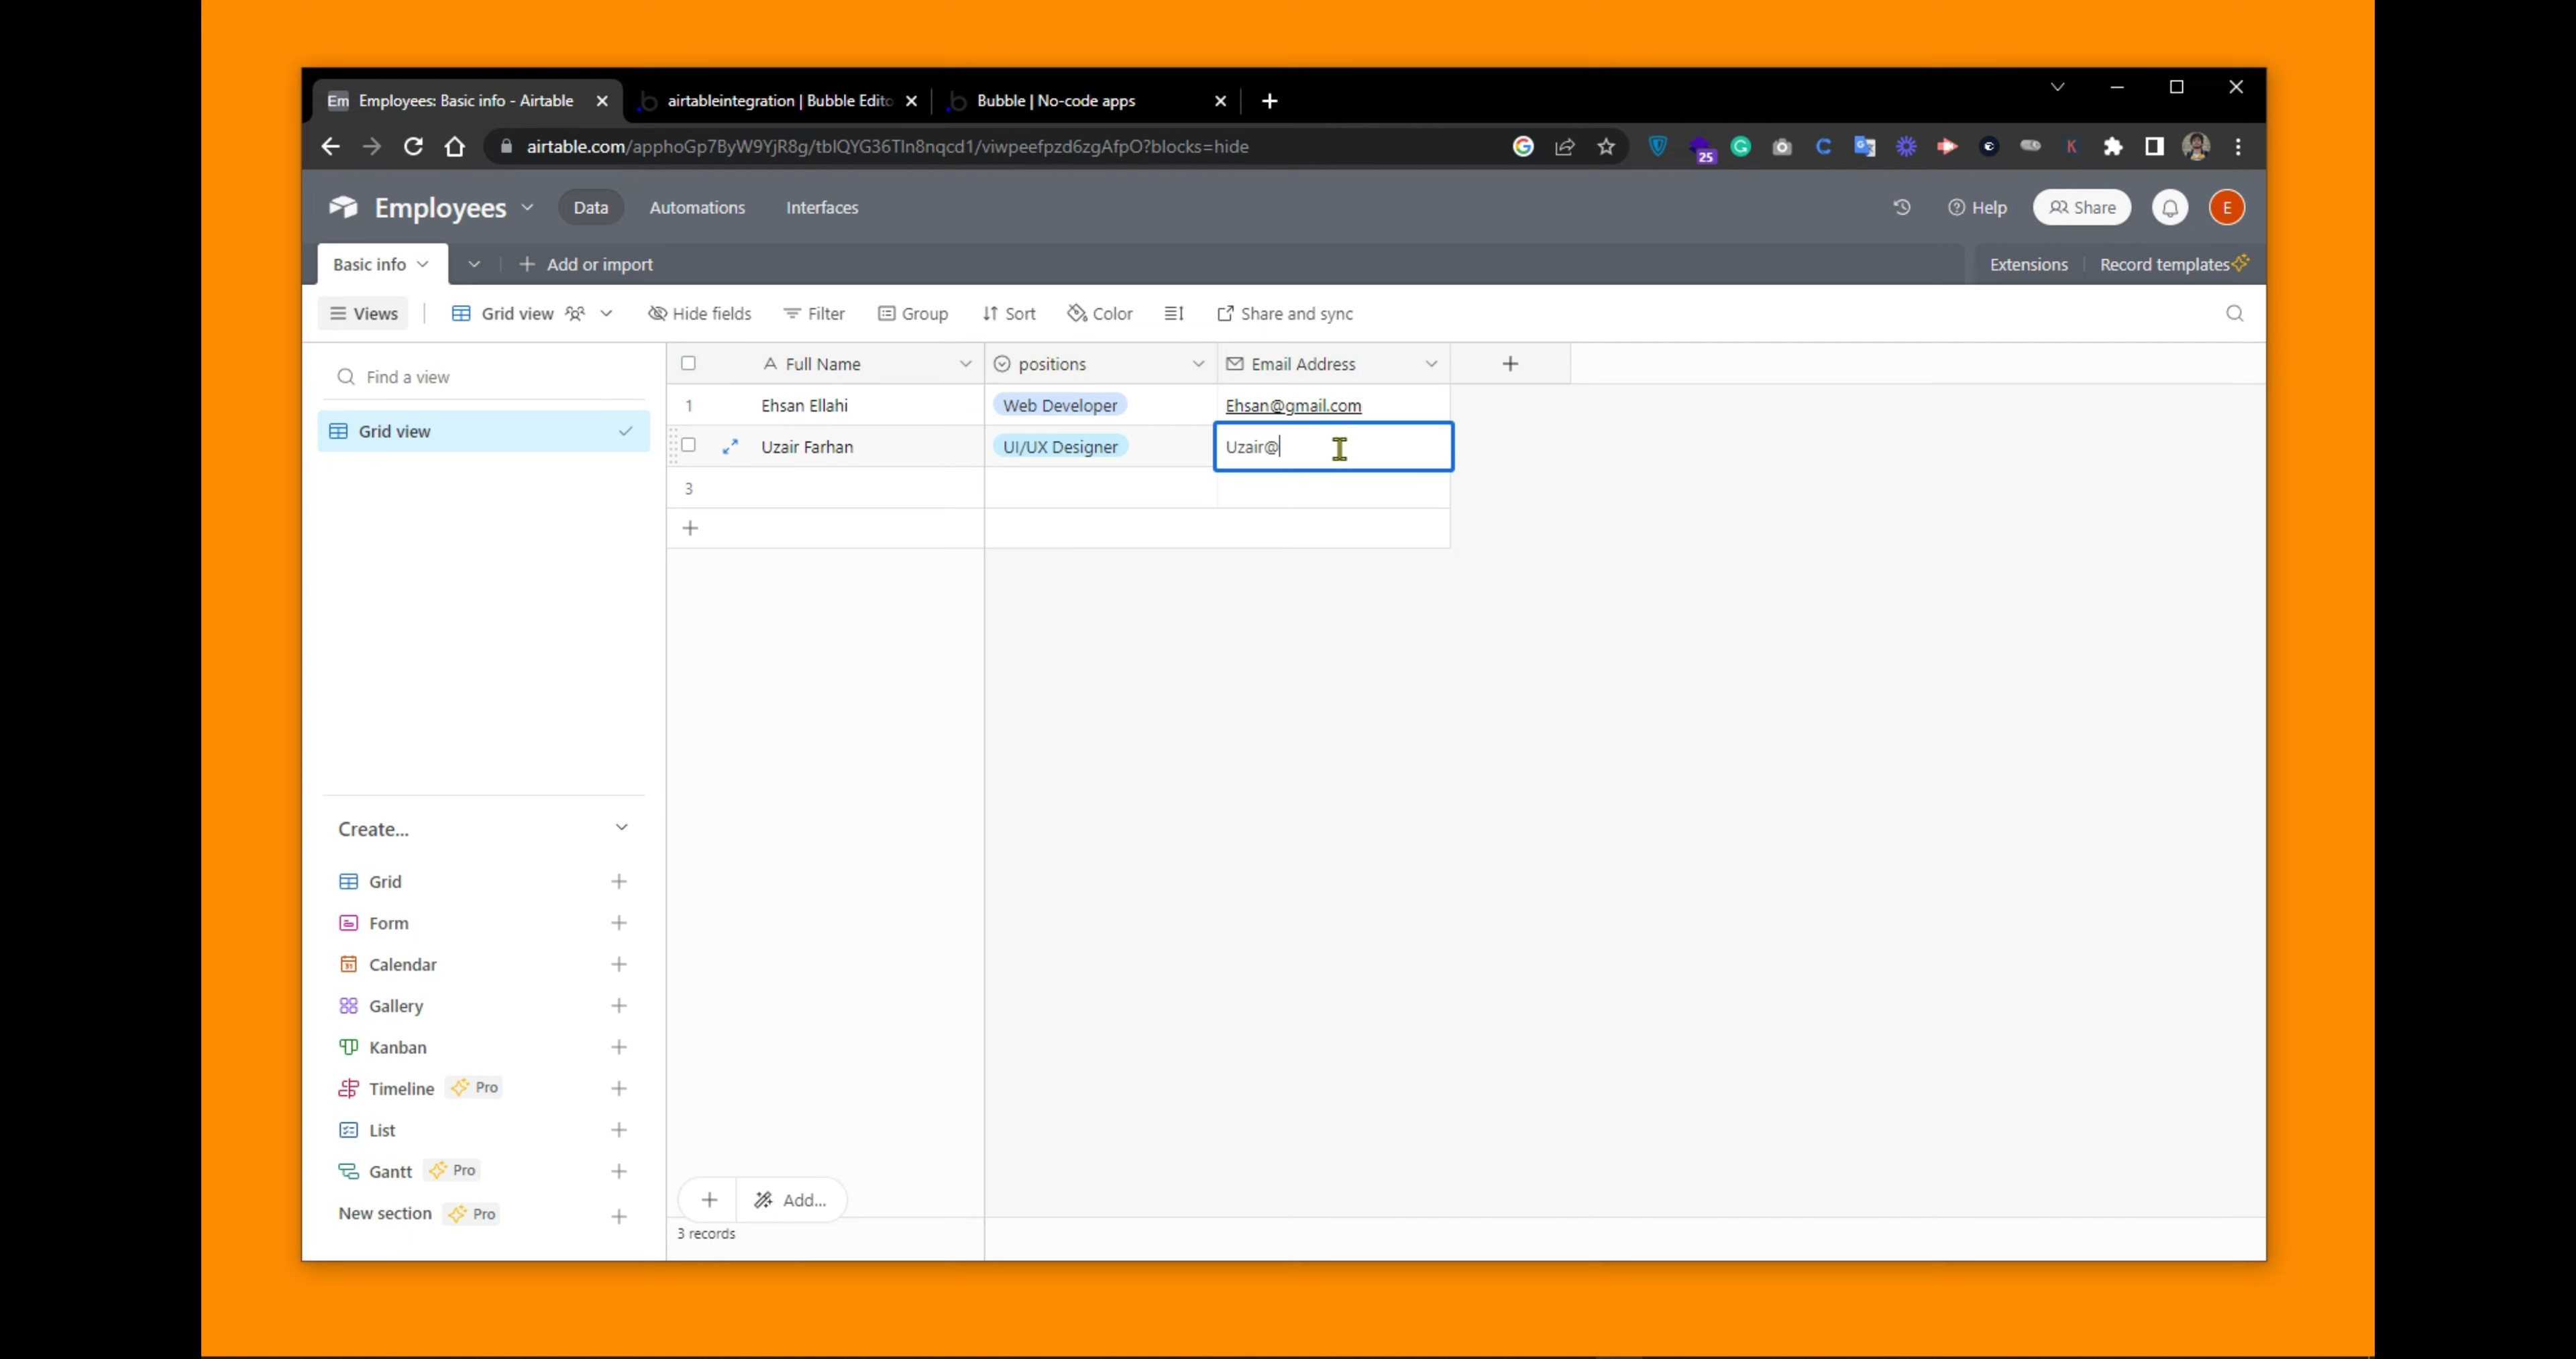 Em Employees: Basic info - Airtable
airtableintegration | Bubble Edito
Bubble | No-code apps
airtable.com/apphoGp7ByW9YjR8g/tblQYG36TIn8nqcd1/viwpeefpzd6zgAfpO?blocks=hide
25
Employees
Data
Automations
Interfaces
Help
Share
E
Basic info
Add or import
Extensions
Record templates
Views
Grid view
Hide fields
Filter
Group
Sort
Color
Share and sync
Find a view
Full Name
positions
Email Address
1 Ehsan Ellahi Web Developer Ehsan@gmail.com
Grid view
Uzair Farhan UI/UX Designer Uzair@
3
Create...
Grid
Form
Calendar
Gallery
Kanban
Timeline Pro
List
Gantt Pro
New section Pro
Add...
3 records